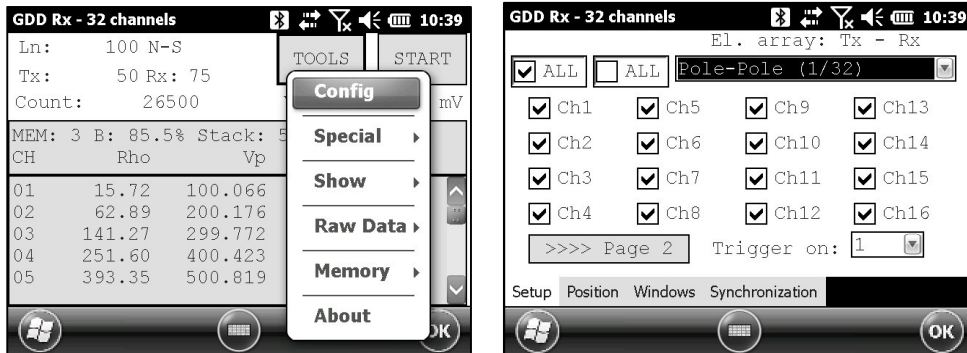 GDD Rx - 32 channels 10:39
Ln: 100 N-S
TOOLS START
Tx: 50 Rx: 75
Count: 26500 mV
MEM: 3 B: 85.5% Stack: 5
CH Rho Vp
01 15.72 100.066
02 62.89 200.176
03 141.27 299.772
04 251.60 400.423
05 393.35 500.819
Config
Special
Show
Raw Data
Memory
About
OK
GDD Rx - 32 channels 10:39
El. array: Tx - Rx
ALL ALL Pole-Pole (1/32)
Ch1 Ch5 Ch9 Ch13
Ch2 Ch6 Ch10 Ch14
Ch3 Ch7 Ch11 Ch15
Ch4 Ch8 Ch12 Ch16
>>>> Page 2 Trigger on: 1
Setup Position Windows Synchronization
OK